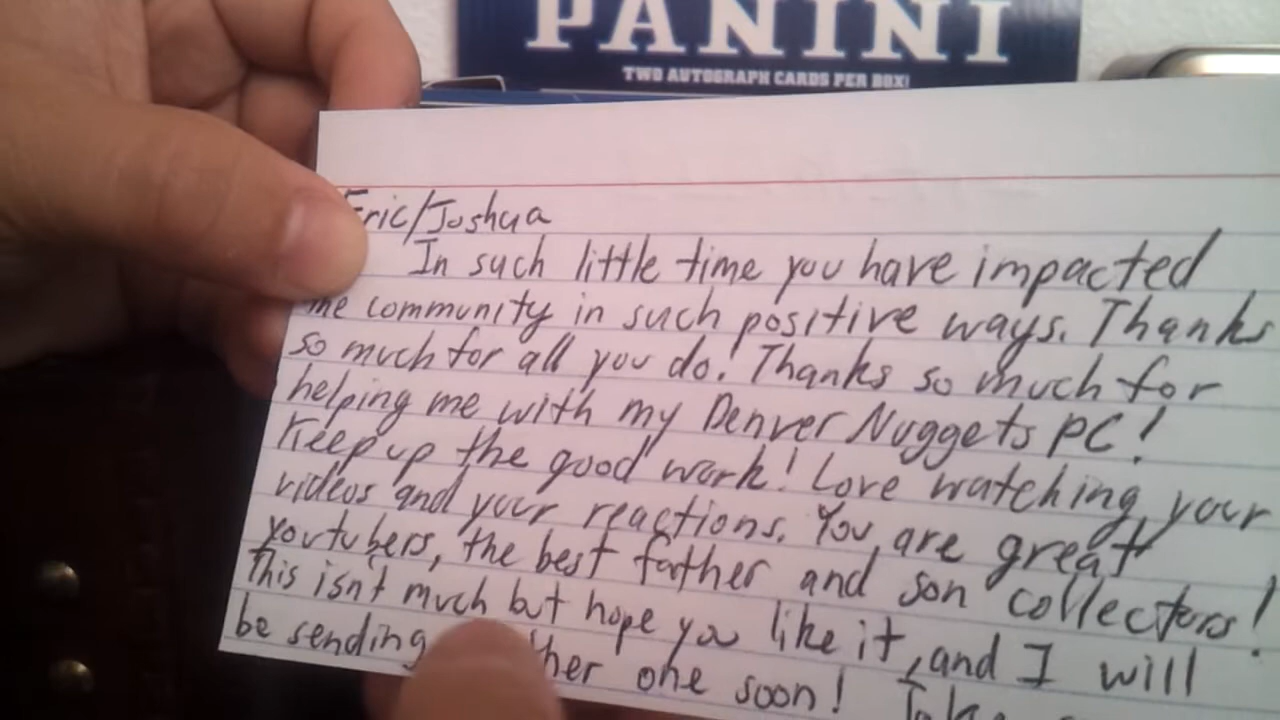 PANINI
TWO AUTOGRAPH CARDS PER BOX!
Eric/Joshua
In such little time you have impacted
the community in such positive ways. Thanks
so much for all you do! Thanks so much for
helping me with my Denver Nuggets PC!
Keep up the good work! Love watching your
videos and your reactions. You are great
youtubers, the best father and son collectors!
This isn't much but hope you like it, and I will
be sending one soon!